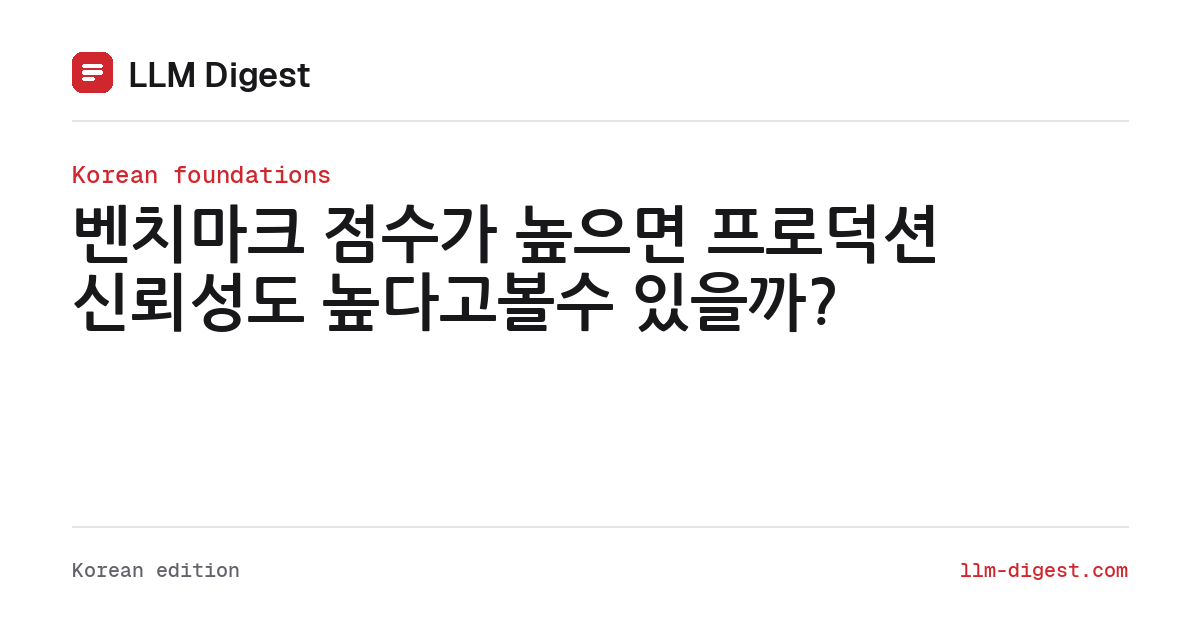 LLM Digest
Korean foundations
벤치마크 점수가 높으면 프로덕션
신뢰성도 높다고볼수 있을까?
Korean edition
llm-digest.com